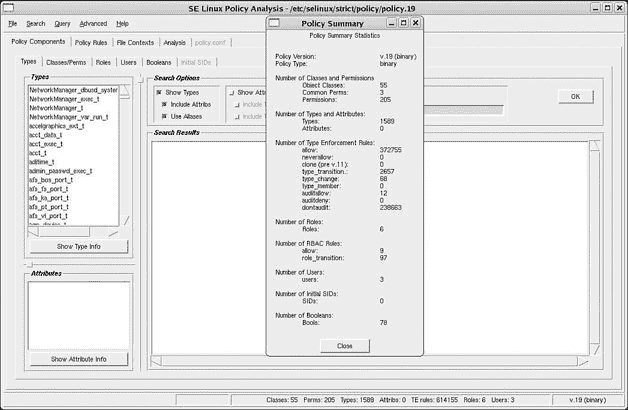 SE Linux Policy Analysis - /etc/selinux/strict/policy/policy.19
File Search Query Advanced Help
Policy Components Policy Rules File Contexts Analysis policy.conf
Types Classes/Perms Roles Users Booleans Initial SIDs
Types
NetworkManager_dbusd_system
NetworkManager_exec_t
NetworkManager_t
NetworkManager_var_run_t
accelgraphics_ext_t
acct_data_t
acct_exec_t
acct_t
adjtime_t
admin_passwd_exec_t
afs_bos_port_t
afs_fs_port_t
afs_ka_port_t
afs_pt_port_t
afs_vl_port_t
Show Type Info
Attributes
Show Attribute Info
Search Options
Show Types
Include Attribs
Use Aliases
Show Att
Include
Include
OK
Search Results
Policy Summary
Policy Summary Statistics
Policy Version: v.19 (binary)
Policy Type: binary
Number of Classes and Permissions
Object Classes: 55
Common Perms: 3
Permissions: 205
Number of Types and Attributes:
Types: 1589
Attributes: 0
Number of Type Enforcement Rules:
allow: 372755
neverallow: 0
clone (pre v.11): 0
type_transition.: 2657
type_change: 68
type_member: 0
auditallow: 12
auditdeny: 0
dontaudit: 238663
Number of Roles:
Roles: 6
Number of RBAC Rules:
allow: 9
role_transition: 97
Number of Users:
users: 3
Number of Initial SIDs:
SIDs: 0
Number of Booleans:
Bools: 78
Close
Classes: 55 Perms: 205 Types: 1589 Attribs: 0 TE rules: 614155 Roles: 6 Users: 3 v.19 (binary)